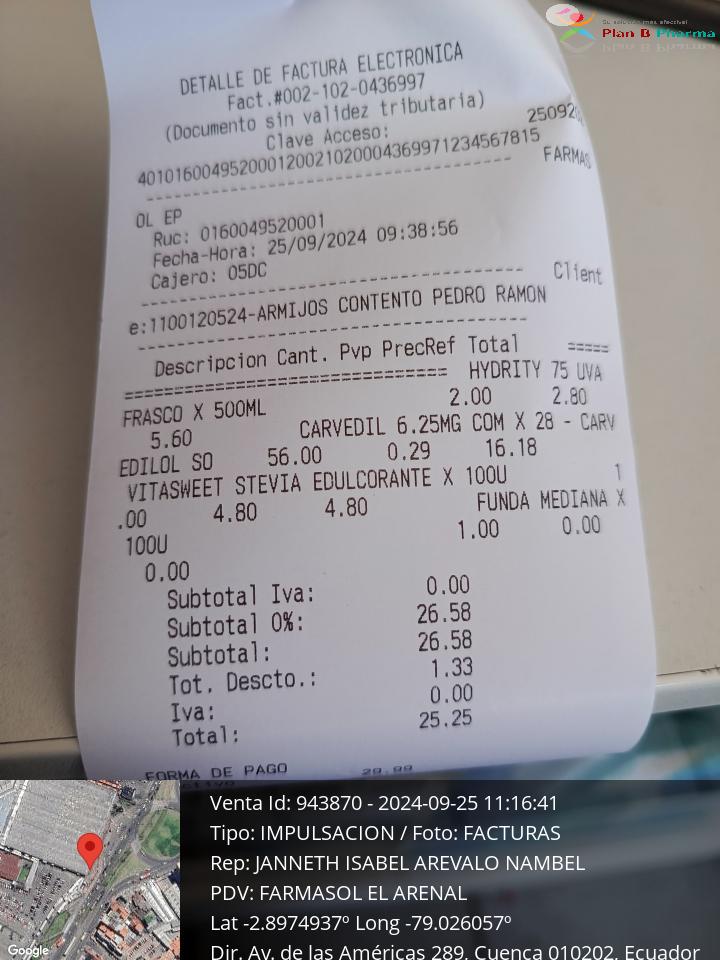 Su solución más efectiva!
Plan B Pharma
DETALLE DE FACTURA ELECTRONICA
Fact.#002-102-0436997
(Documento sin validez tributaria)
Clave Acceso:
4010160049520001200210200043699712345678​15
FARMAS
OL EP
Ruc: 0160049520001
Fecha-Hora: 25/09/2024 09:38:56
Cajero: 05DC
Client
e:1100120524-ARMIJOS CONTENTO PEDRO RAMON
Descripcion Cant. Pvp PrecRef Total
HYDRITY 75 UVA
FRASCO X 500ML 2.00 2.80
5.60 CARVEDIL 6.25MG COM X 28 - CARV
EDILOL SO 56.00 0.29 16.18
VITASWEET STEVIA EDULCORANTE X 100U 1
.00 4.80 4.80 FUNDA MEDIANA X
100U 1.00 0.00
0.00
Subtotal Iva: 0.00
Subtotal 0%: 26.58
Subtotal: 26.58
Tot. Descto.: 1.33
Iva: 0.00
Total: 25.25
FORMA DE PAGO
Google
Venta Id: 943870 - 2024-09-25 11:16:41
Tipo: IMPULSACION / Foto: FACTURAS
Rep: JANNETH ISABEL AREVALO NAMBEL
PDV: FARMASOL EL ARENAL
Lat -2.8974937º Long -79.026057º
Dir. Av. de las Américas 289, Cuenca 010202, Ecuador